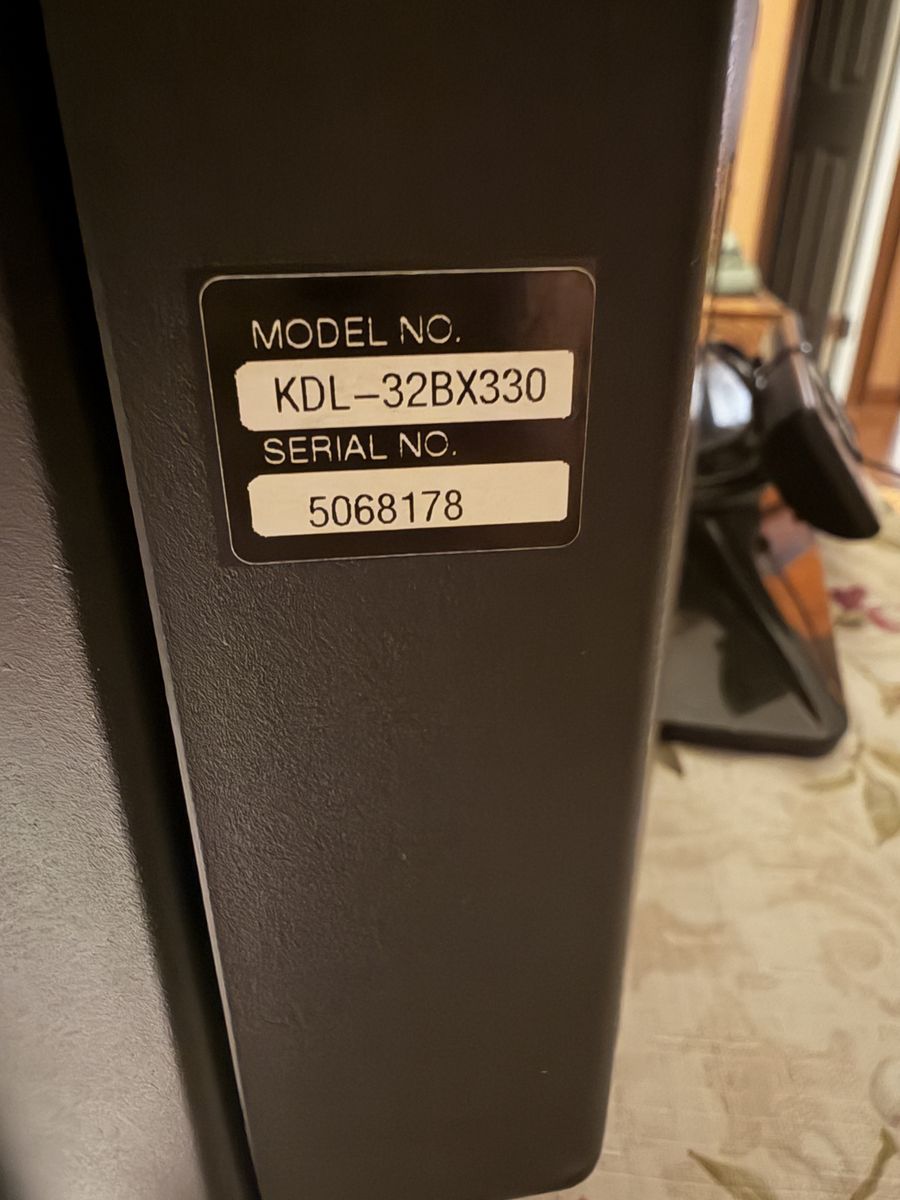 MODEL NO.
KDL-32BX330
SERIAL NO.
5068178